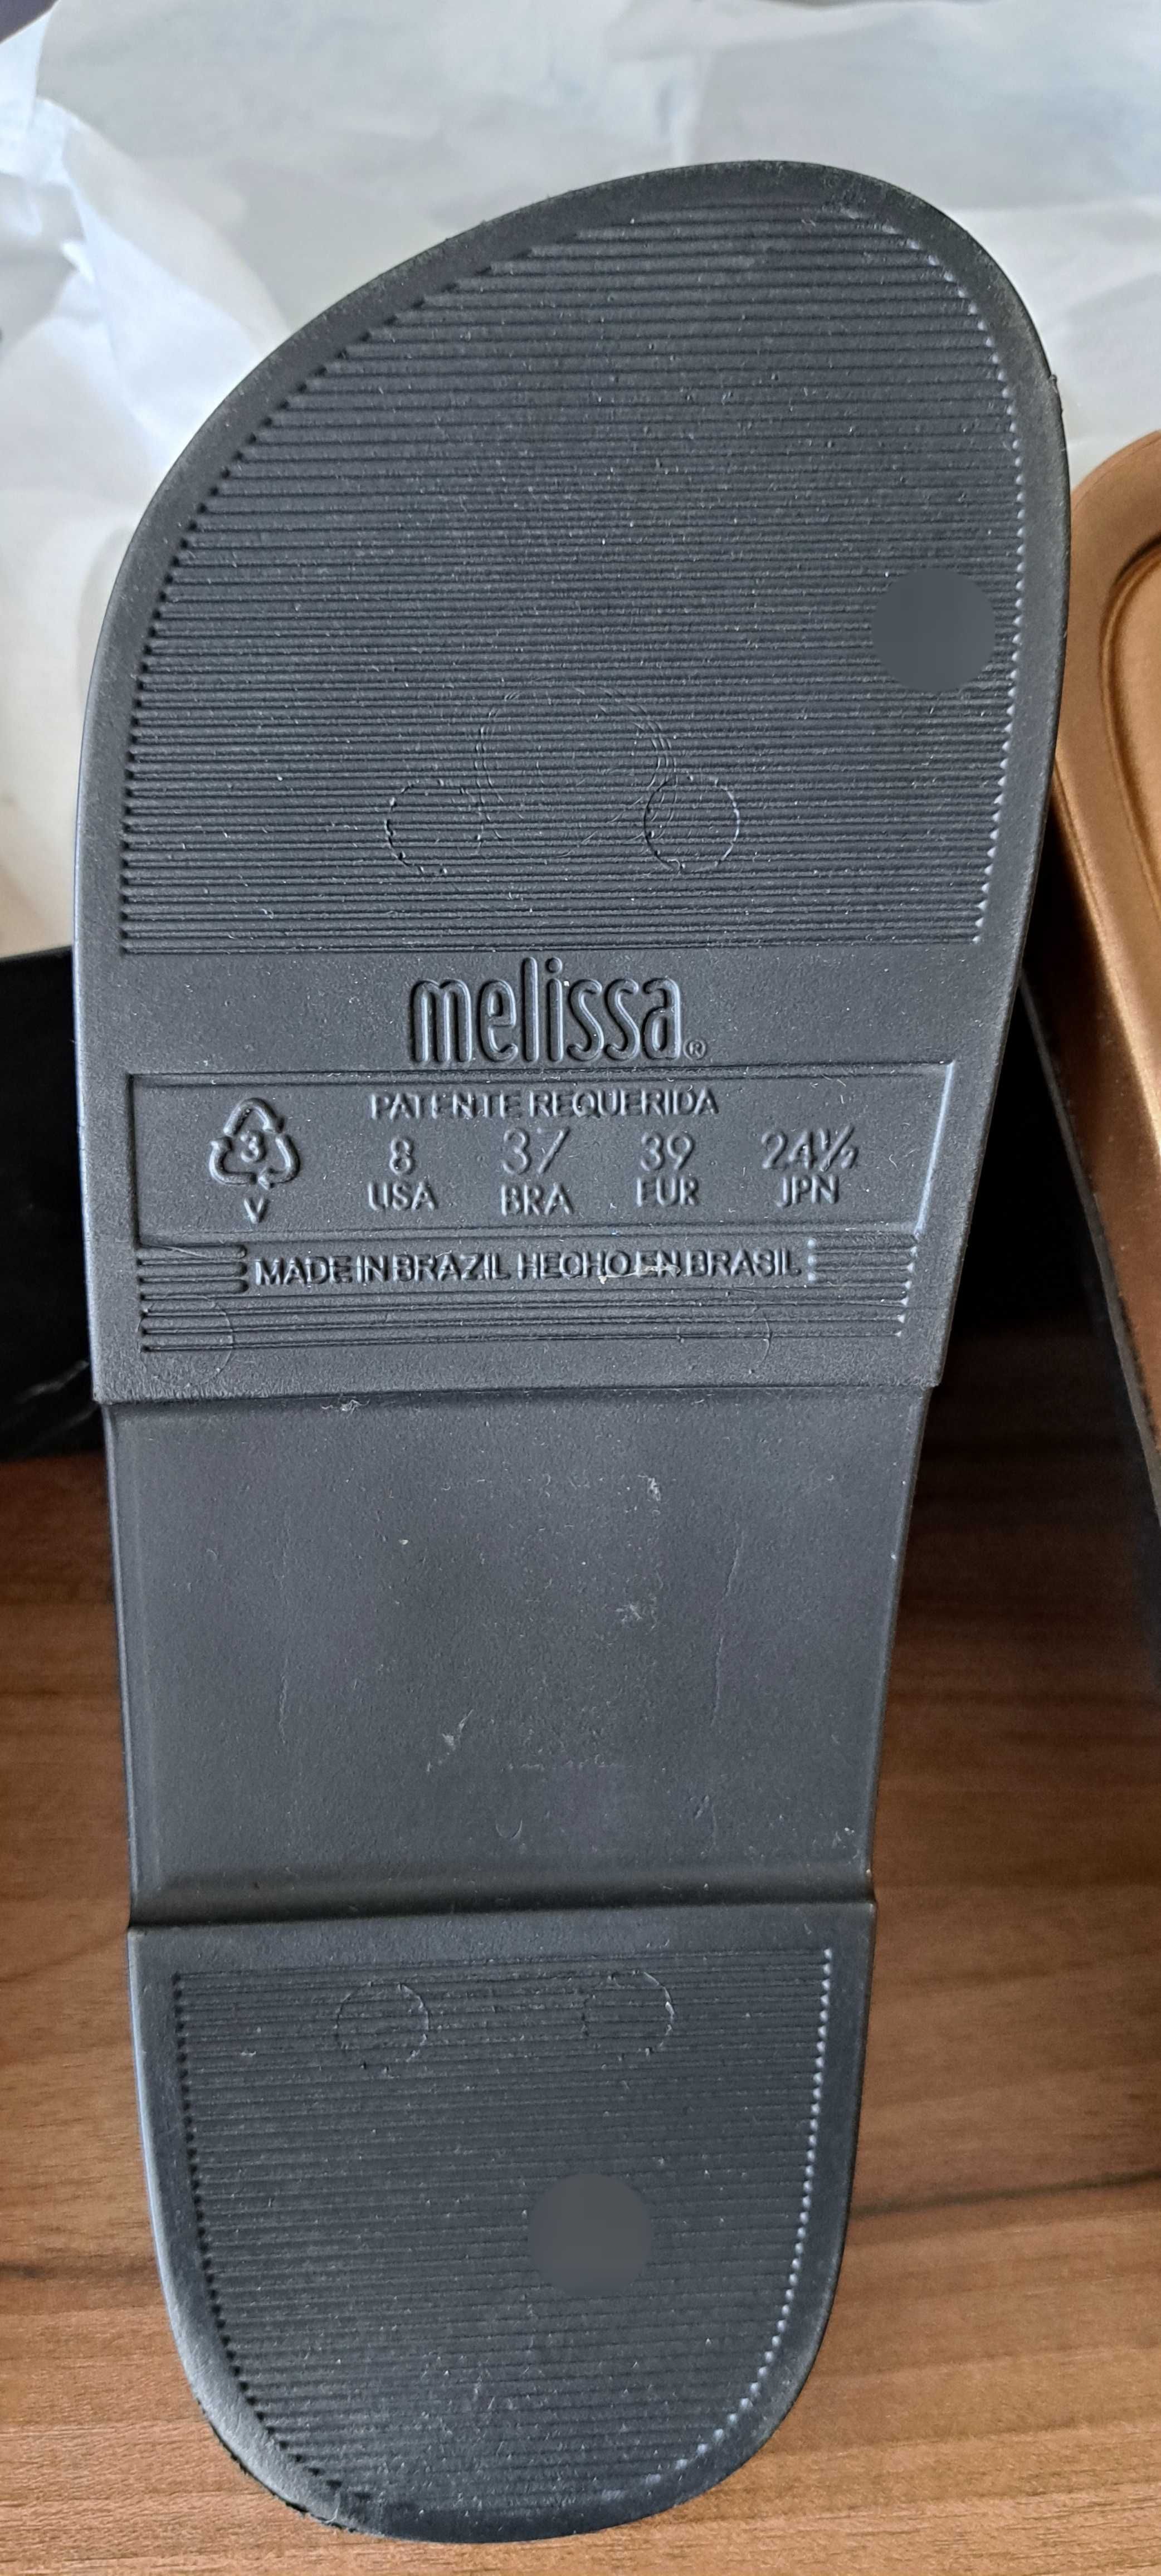 melissa®
PATENTE REQUERIDA
3 8 37 39 24½
V USA BRA EUR JPN
MADE IN BRAZIL HECHO EN BRASIL